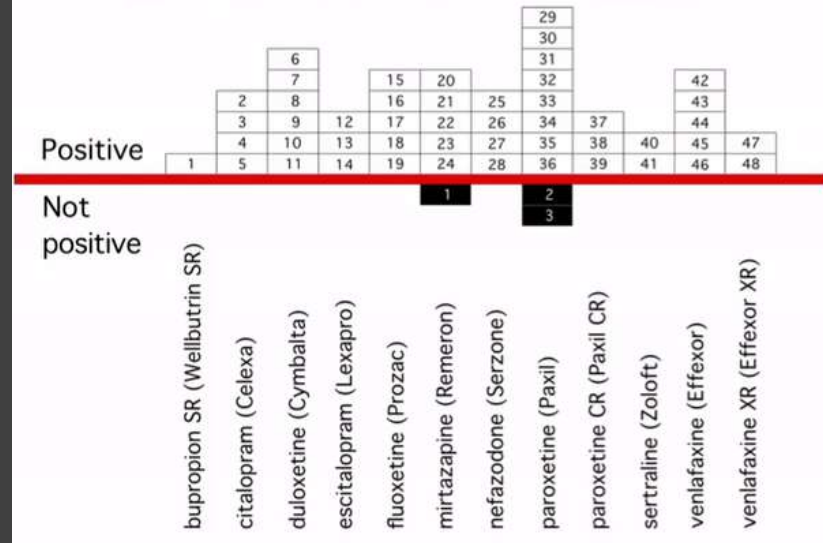 29
30
6 31
7 15 20 32 42
2 8 16 21 25 33 43
3 9 12 17 22 26 34 37 44
Positive 4 10 13 18 23 27 35 38 40 45 47
1 5 11 14 19 24 28 36 39 41 46 48
Not 1 2
3
positive
bupropion SR (Wellbutrin SR)
citalopram (Celexa)
duloxetine (Cymbalta)
escitalopram (Lexapro)
fluoxetine (Prozac)
mirtazapine (Remeron)
nefazodone (Serzone)
paroxetine (Paxil)
paroxetine CR (Paxil CR)
sertraline (Zoloft)
venlafaxine (Effexor)
venlafaxine XR (Effexor XR)